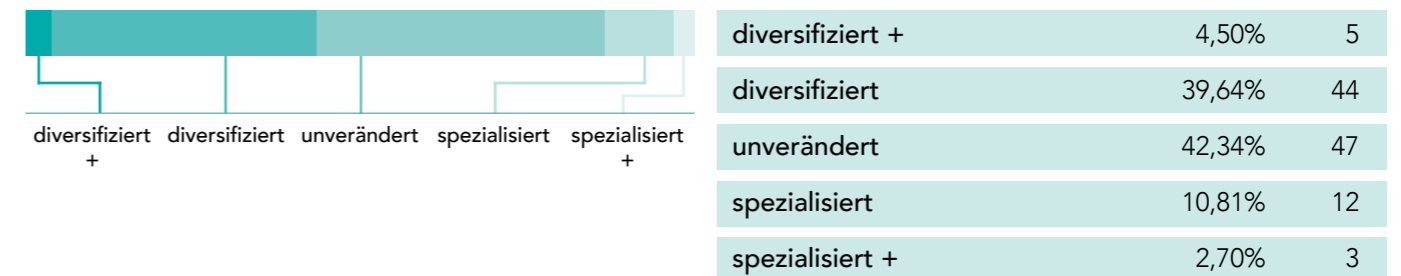 diversifiziert + diversifiziert unverändert spezialisiert spezialisiert +
diversifiziert + 4,50% 5
diversifiziert 39,64% 44
unverändert 42,34% 47
spezialisiert 10,81% 12
spezialisiert + 2,70% 3